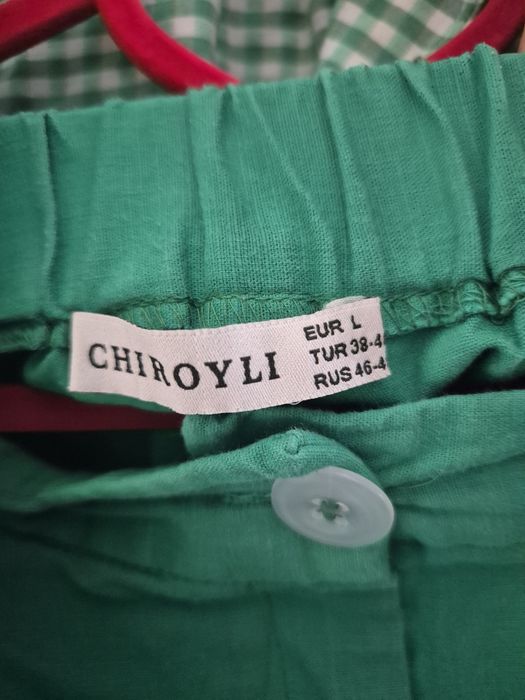 CHIROYLI
EUR L
TUR 38-4
RUS 46-4